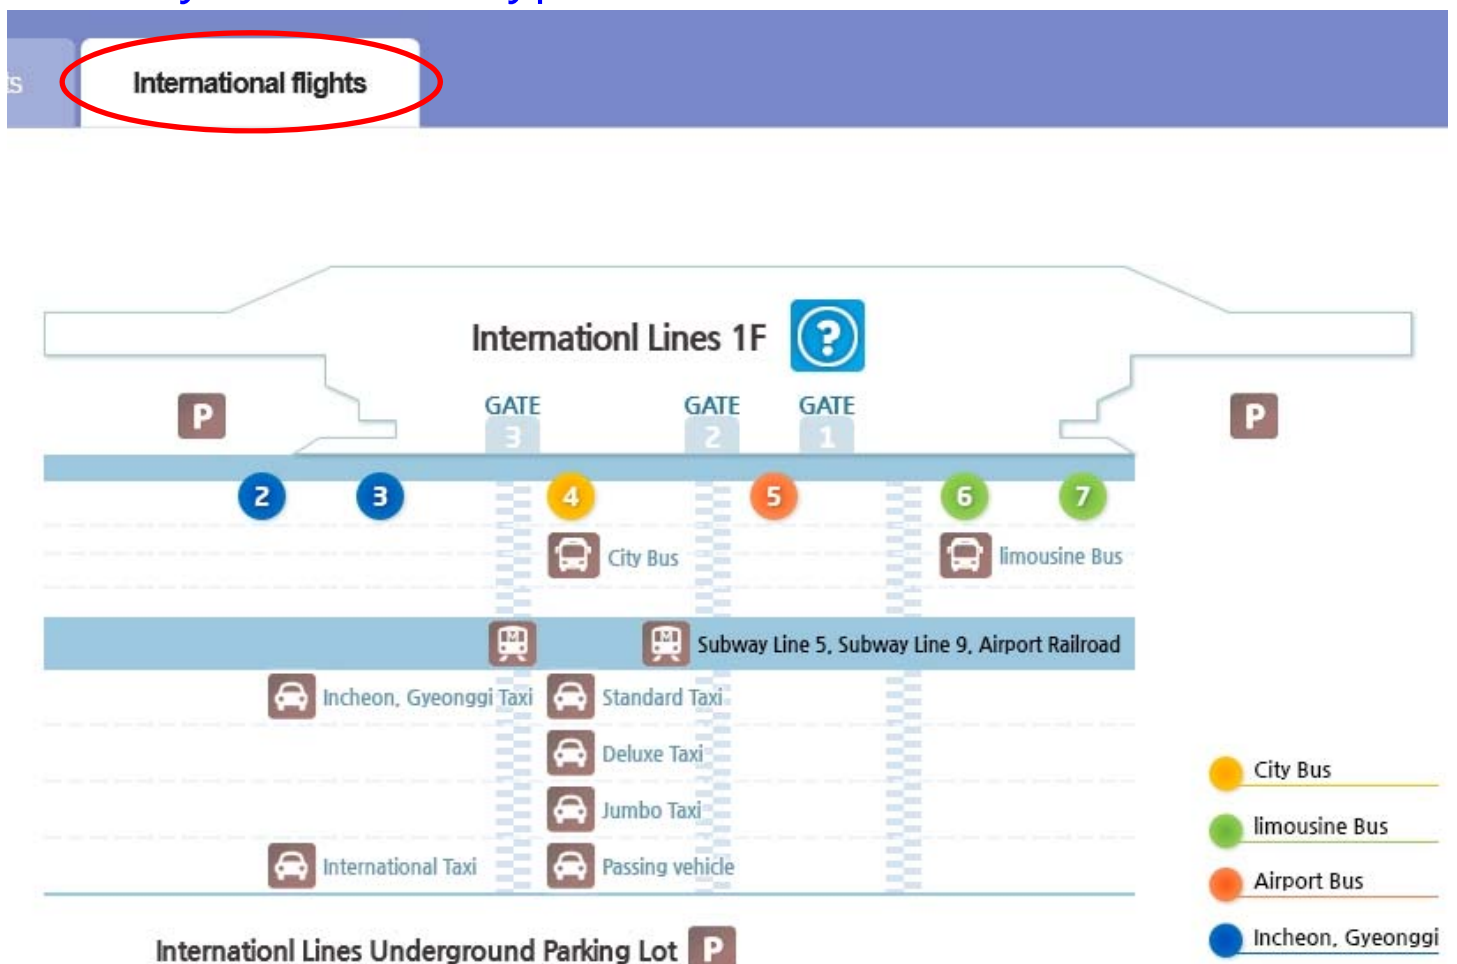 International flights
Internationl Lines 1F ?
P
GATE 3
GATE 2
GATE 1
P
2 3 4 5 6 7
City Bus
limousine Bus
Subway Line 5, Subway Line 9, Airport Railroad
Incheon, Gyeonggi Taxi
Standard Taxi
Deluxe Taxi
Jumbo Taxi
International Taxi
Passing vehicle
City Bus
limousine Bus
Airport Bus
Incheon, Gyeonggi
Internationl Lines Underground Parking Lot P